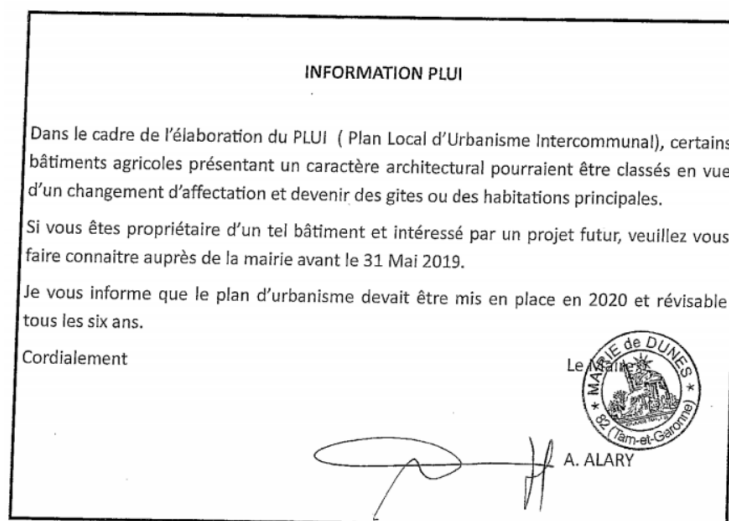 INFORMATION PLUI
Dans le cadre de l'élaboration du PLUI ( Plan Local d'Urbanisme Intercommunal), certains
bâtiments agricoles présentant un caractère architectural pourraient être classés en vue
d'un changement d'affectation et devenir des gites ou des habitations principales.
Si vous êtes propriétaire d'un tel bâtiment et intéressé par un projet futur, veuillez vous
faire connaitre auprès de la mairie avant le 31 Mai 2019.
Je vous informe que le plan d'urbanisme devait être mis en place en 2020 et révisable
tous les six ans.
Cordialement
Le Maire
MAIRIE de DUNES
82 (Tarn-et-Garonne)
A. ALARY